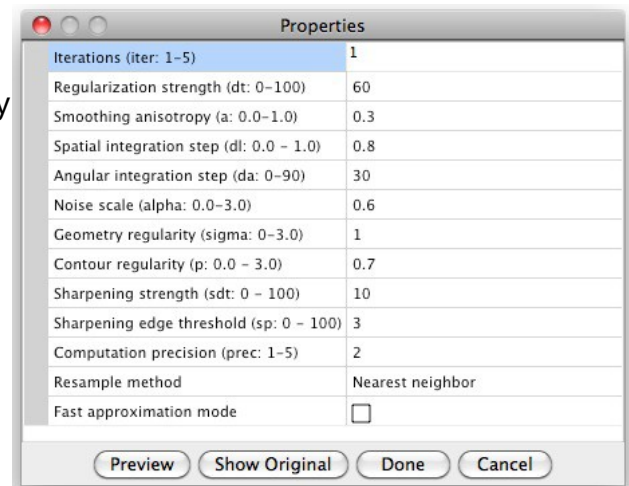 Properties
y
Iterations (iter: 1-5) 1
Regularization strength (dt: 0-100) 60
Smoothing anisotropy (a: 0.0-1.0) 0.3
Spatial integration step (dl: 0.0 - 1.0) 0.8
Angular integration step (da: 0-90) 30
Noise scale (alpha: 0.0-3.0) 0.6
Geometry regularity (sigma: 0-3.0) 1
Contour regularity (p: 0.0 - 3.0) 0.7
Sharpening strength (sdt: 0 - 100) 10
Sharpening edge threshold (sp: 0 - 100) 3
Computation precision (prec: 1-5) 2
Resample method Nearest neighbor
Fast approximation mode
Preview Show Original Done Cancel